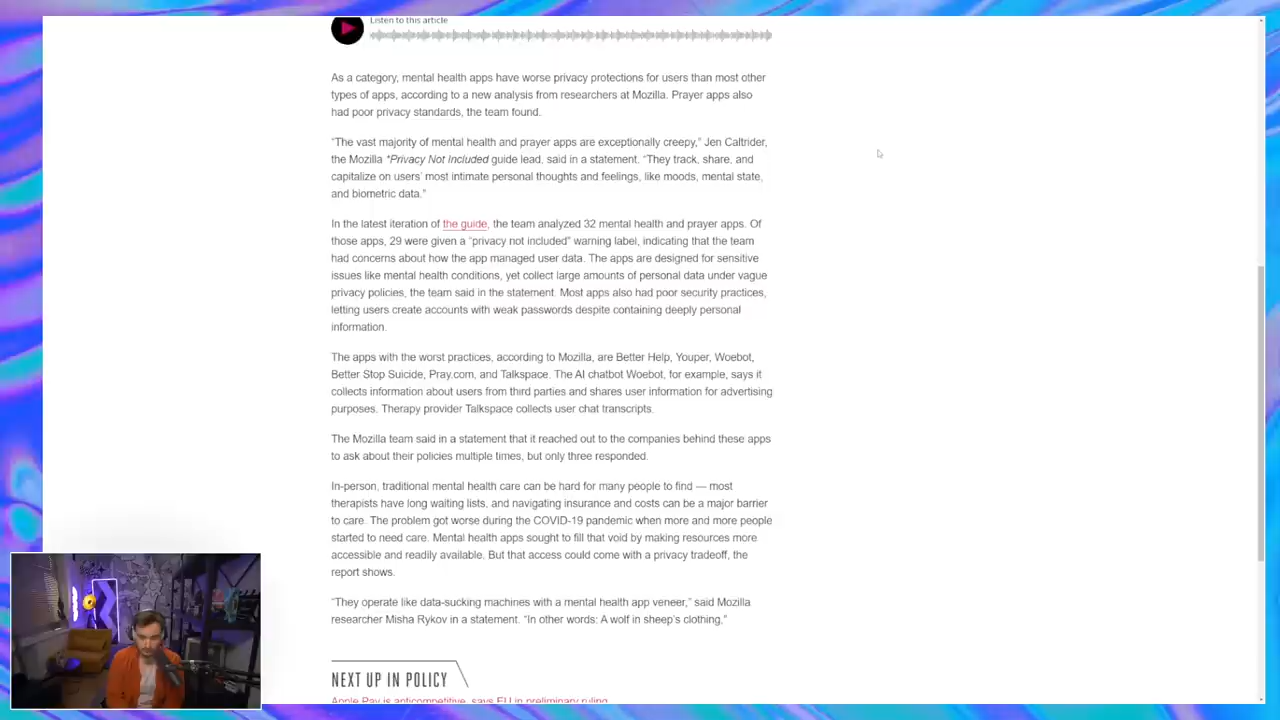 Listen to this article
As a category, mental health apps have worse privacy protections for users than most other
types of apps, according to a new analysis from researchers at Mozilla. Prayer apps also
had poor privacy standards, the team found.
“The vast majority of mental health and prayer apps are exceptionally creepy,” Jen Caltrider,
the Mozilla *Privacy Not Included guide lead, said in a statement. “They track, share, and
capitalize on users’ most intimate personal thoughts and feelings, like moods, mental state,
and biometric data.”
In the latest iteration of the guide, the team analyzed 32 mental health and prayer apps. Of
those apps, 29 were given a “privacy not included” warning label, indicating that the team
had concerns about how the app managed user data. The apps are designed for sensitive
issues like mental health conditions, yet collect large amounts of personal data under vague
privacy policies, the team said in the statement. Most apps also had poor security practices,
letting users create accounts with weak passwords despite containing deeply personal
information.
The apps with the worst practices, according to Mozilla, are Better Help, Youper, Woebot,
Better Stop Suicide, Pray.com, and Talkspace. The AI chatbot Woebot, for example, says it
collects information about users from third parties and shares user information for advertising
purposes. Therapy provider Talkspace collects user chat transcripts.
The Mozilla team said in a statement that it reached out to the companies behind these apps
to ask about their policies multiple times, but only three responded.
In-person, traditional mental health care can be hard for many people to find — most
therapists have long waiting lists, and navigating insurance and costs can be a major barrier
to care. The problem got worse during the COVID-19 pandemic when more and more people
started to need care. Mental health apps sought to fill that void by making resources more
accessible and readily available. But that access could come with a privacy tradeoff, the
report shows.
“They operate like data-sucking machines with a mental health app veneer,” said Mozilla
researcher Misha Rykov in a statement. “In other words: A wolf in sheep’s clothing.”
NEXT UP IN POLICY
Apple Pay is anticompetitive, says EU in preliminary ruling